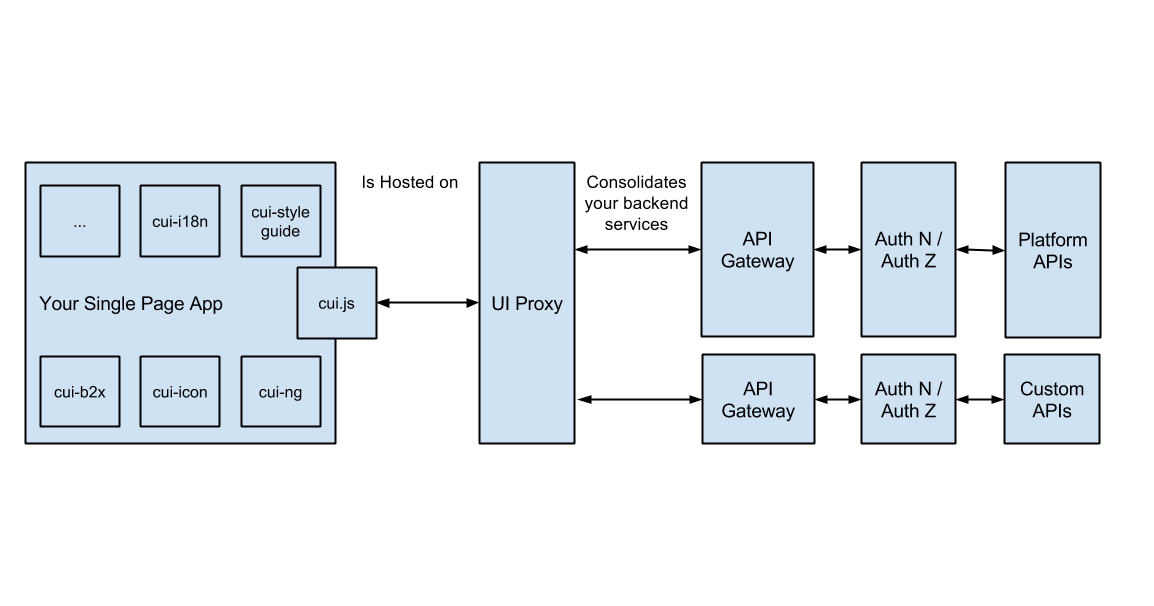 ...
cui-i18n
cui-style
guide
Your Single Page App
cui.js
cui-b2x
cui-icon
cui-ng
Is Hosted on
UI Proxy
Consolidates
your backend
services
API
Gateway
Auth N /
Auth Z
Platform
APIs
API
Gateway
Auth N /
Auth Z
Custom
APIs